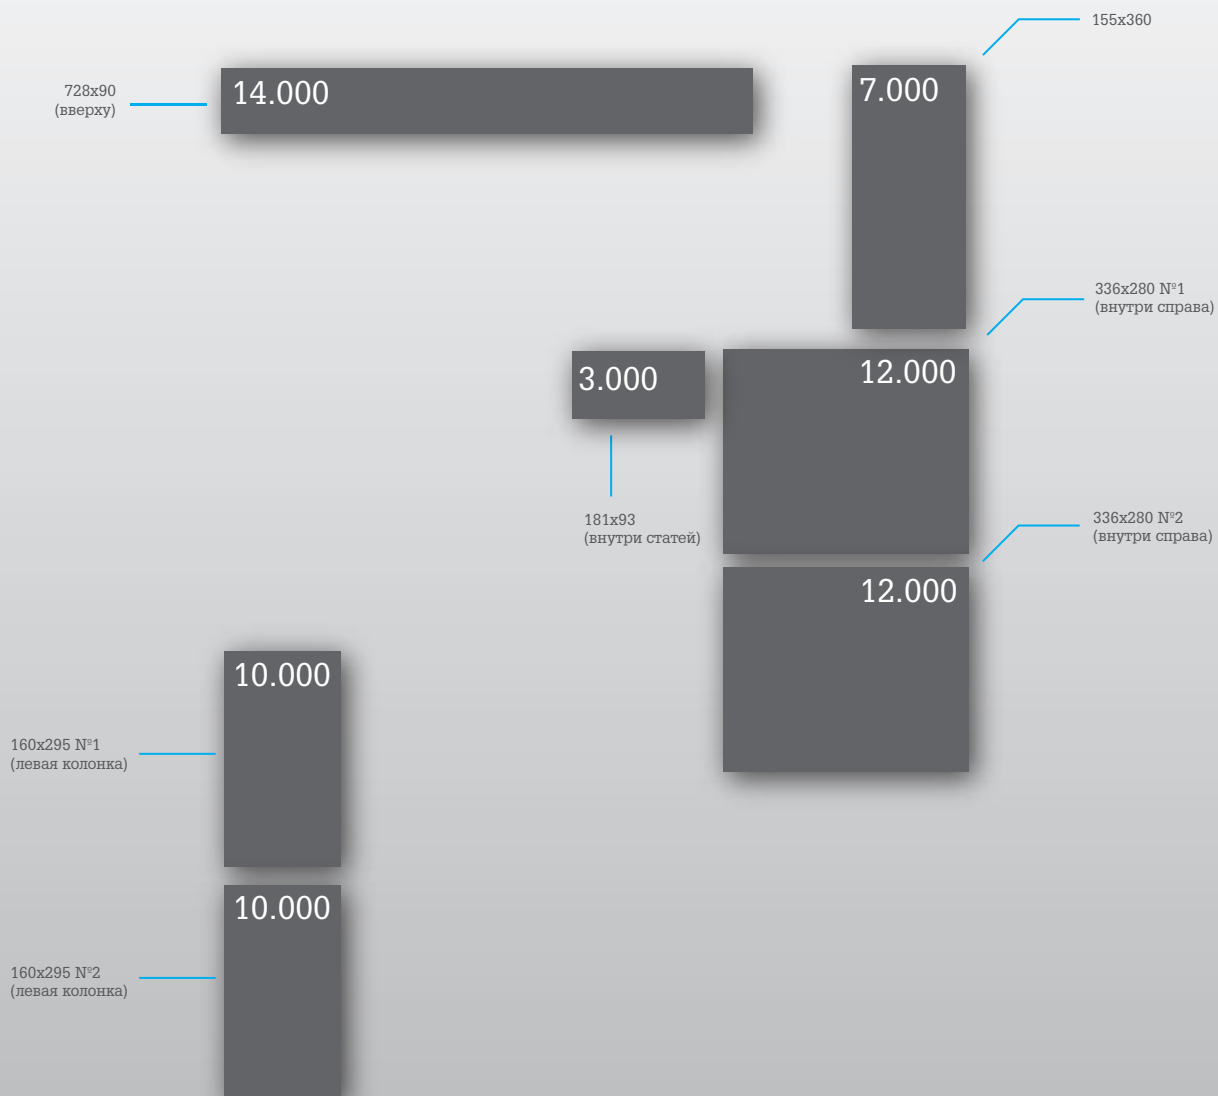 155x360
728x90
(вверху)
14.000
7.000
336x280 №1
(внутри справа)
3.000
12.000
181x93
(внутри статей)
336x280 №2
(внутри справа)
12.000
10.000
160x295 №1
(левая колонка)
10.000
160x295 №2
(левая колонка)